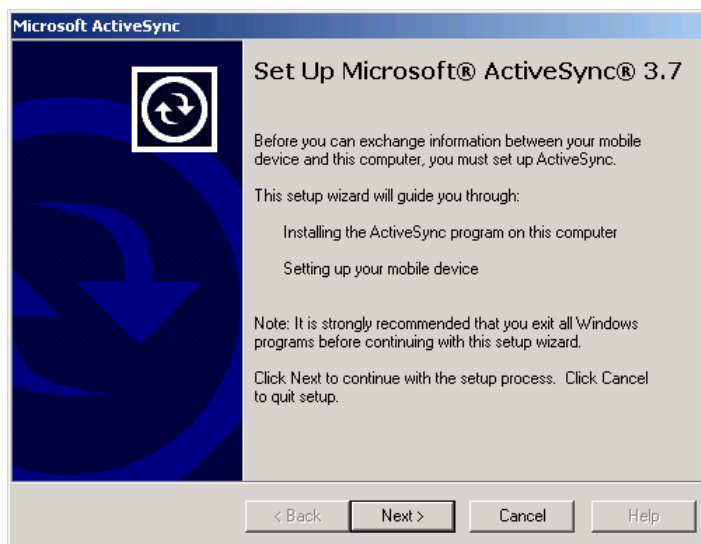 Microsoft ActiveSync
Set Up Microsoft® ActiveSync® 3.7
Before you can exchange information between your mobile
device and this computer, you must set up ActiveSync.
This setup wizard will guide you through:
Installing the ActiveSync program on this computer
Setting up your mobile device
Note: It is strongly recommended that you exit all Windows
programs before continuing with this setup wizard.
Click Next to continue with the setup process.  Click Cancel
to quit setup.
< Back
Next >
Cancel
Help